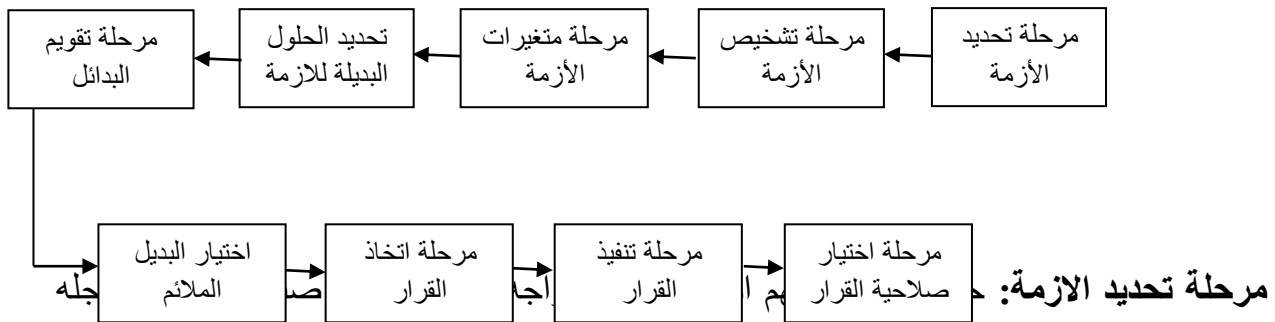 مرحلة تحديد
الأزمة
مرحلة تشخيص
الأزمة
مرحلة متغيرات
الأزمة
تحديد الحلول
البديلة للازمة
مرحلة تقويم
البدائل
اختيار البديل
الملائم
مرحلة اتخاذ
القرار
مرحلة تنفيذ
القرار
مرحلة اختيار
صلاحية القرار
مرحلة تحديد الازمة: